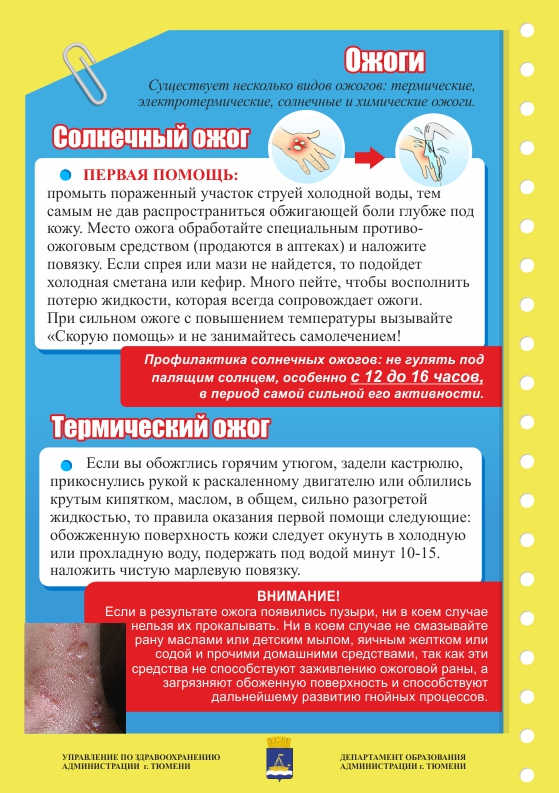 Ожоги
Существует несколько видов ожогов: термические,
электротермические, солнечные и химические ожоги.
Солнечный ожог
ПЕРВАЯ ПОМОЩЬ:
промыть пораженный участок струей холодной воды, тем
самым не дав распространиться обжигающей боли глубже под
кожу. Место ожога обработайте специальным противо-
ожоговым средством (продаются в аптеках) и наложите
повязку. Если спрея или мази не найдется, то подойдет
холодная сметана или кефир. Много пейте, чтобы восполнить
потерю жидкости, которая всегда сопровождает ожоги.
При сильном ожоге с повышением температуры вызывайте
«Скорую помощь» и не занимайтесь самолечением!
Профилактика солнечных ожогов: не гулять под
палящим солнцем, особенно с 12 до 16 часов,
в период самой сильной его активности.
Термический ожог
Если вы обожглись горячим утюгом, задели кастрюлю,
прикоснулись рукой к раскаленному двигателю или облились
крутым кипятком, маслом, в общем, сильно разогретой
жидкостью, то правила оказания первой помощи следующие:
обожженную поверхность кожи следует окунуть в холодную
или прохладную воду, подержать под водой минут 10-15.
наложить чистую марлевую повязку.
ВНИМАНИЕ!
Если в результате ожога появились пузыри, ни в коем случае
нельзя их прокалывать. Ни в коем случае не смазывайте
рану маслами или детским мылом, яичным желтком или
содой и прочими домашними средствами, так как эти
средства не способствуют заживлению ожоговой раны, а
загрязняют обоженную поверхность и способствуют
дальнейшему развитию гнойных процессов.
УПРАВЛЕНИЕ ПО ЗДРАВООХРАНЕНИЮ
АДМИНИСТРАЦИИ г. ТЮМЕНИ
ДЕПАРТАМЕНТ ОБРАЗОВАНИЯ
АДМИНИСТРАЦИИ г. ТЮМЕНИ